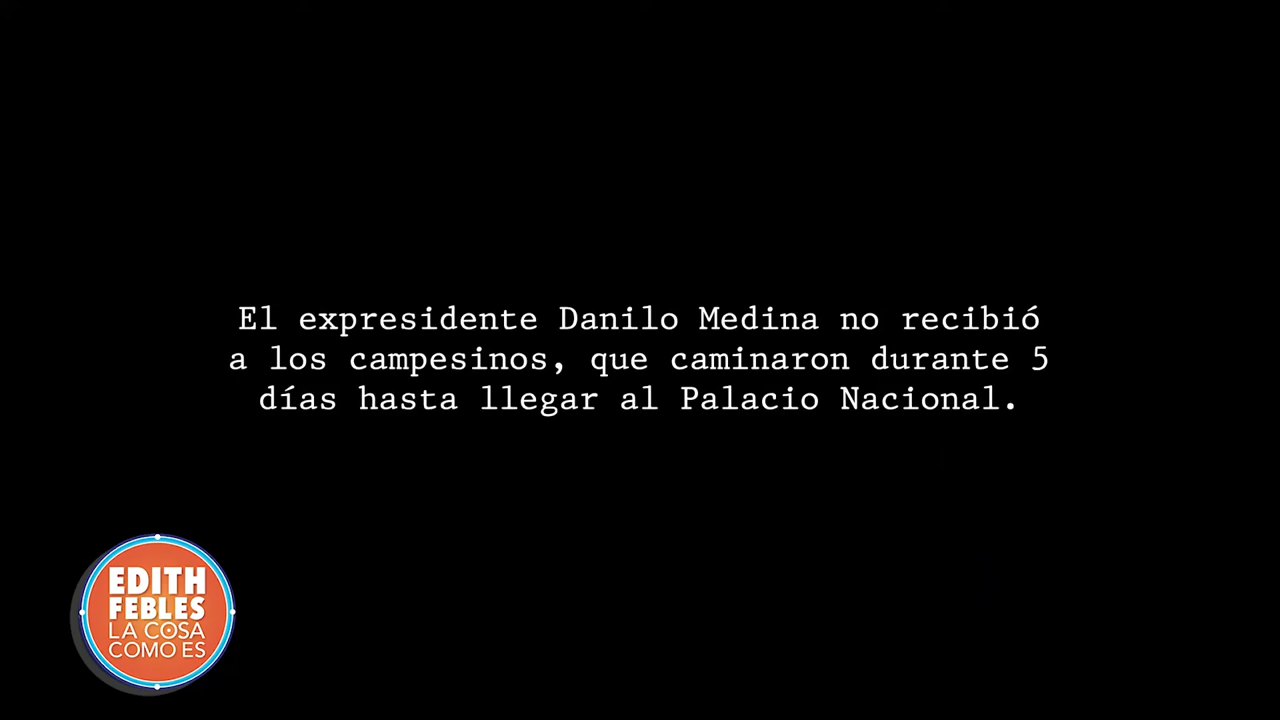 El expresidente Danilo Medina no recibió
a los campesinos, que caminaron durante 5
días hasta llegar al Palacio Nacional.
EDITH
FEBLES
LA COSA
COMO ES